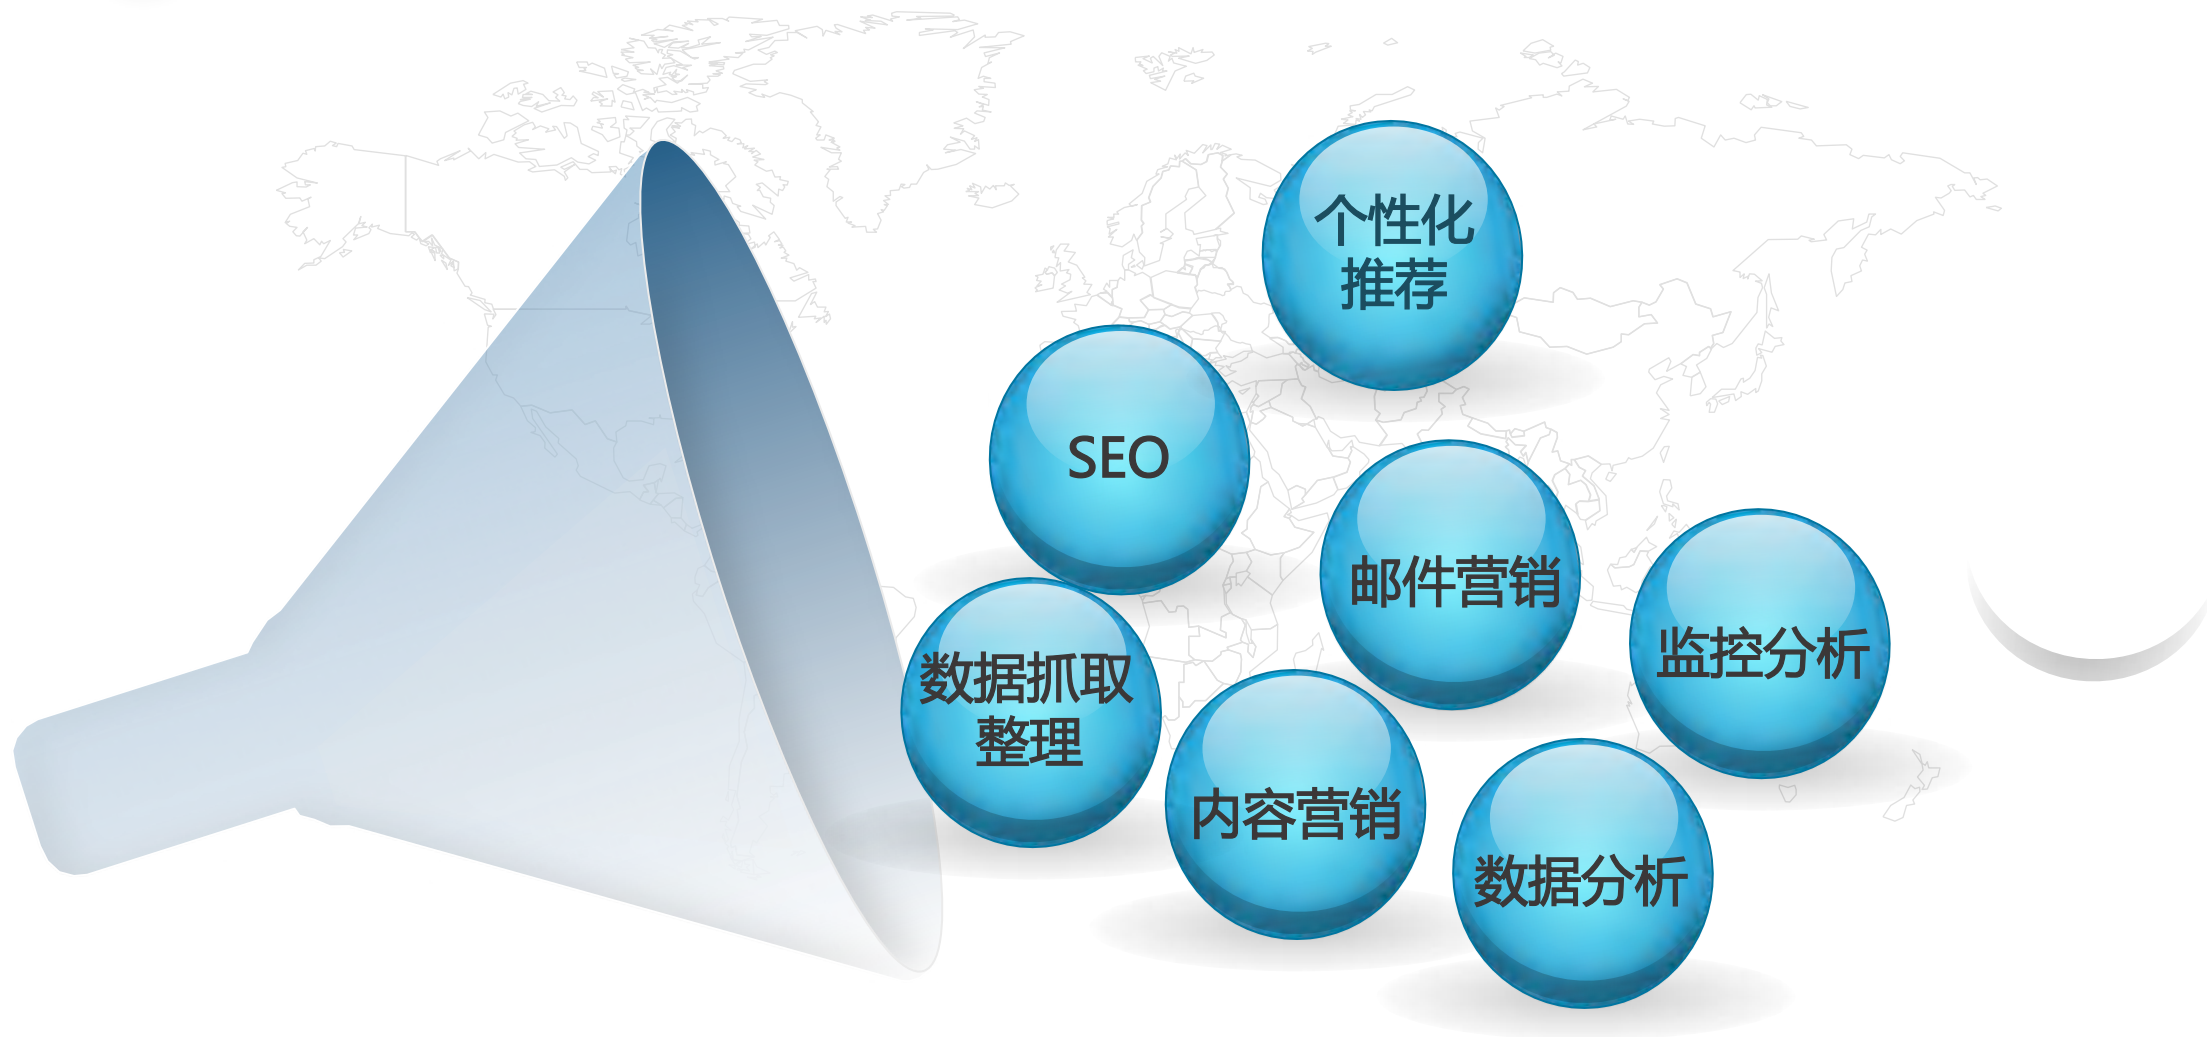 个性化
推荐
SEO
邮件营销
监控分析
数据抓取
整理
内容营销
数据分析